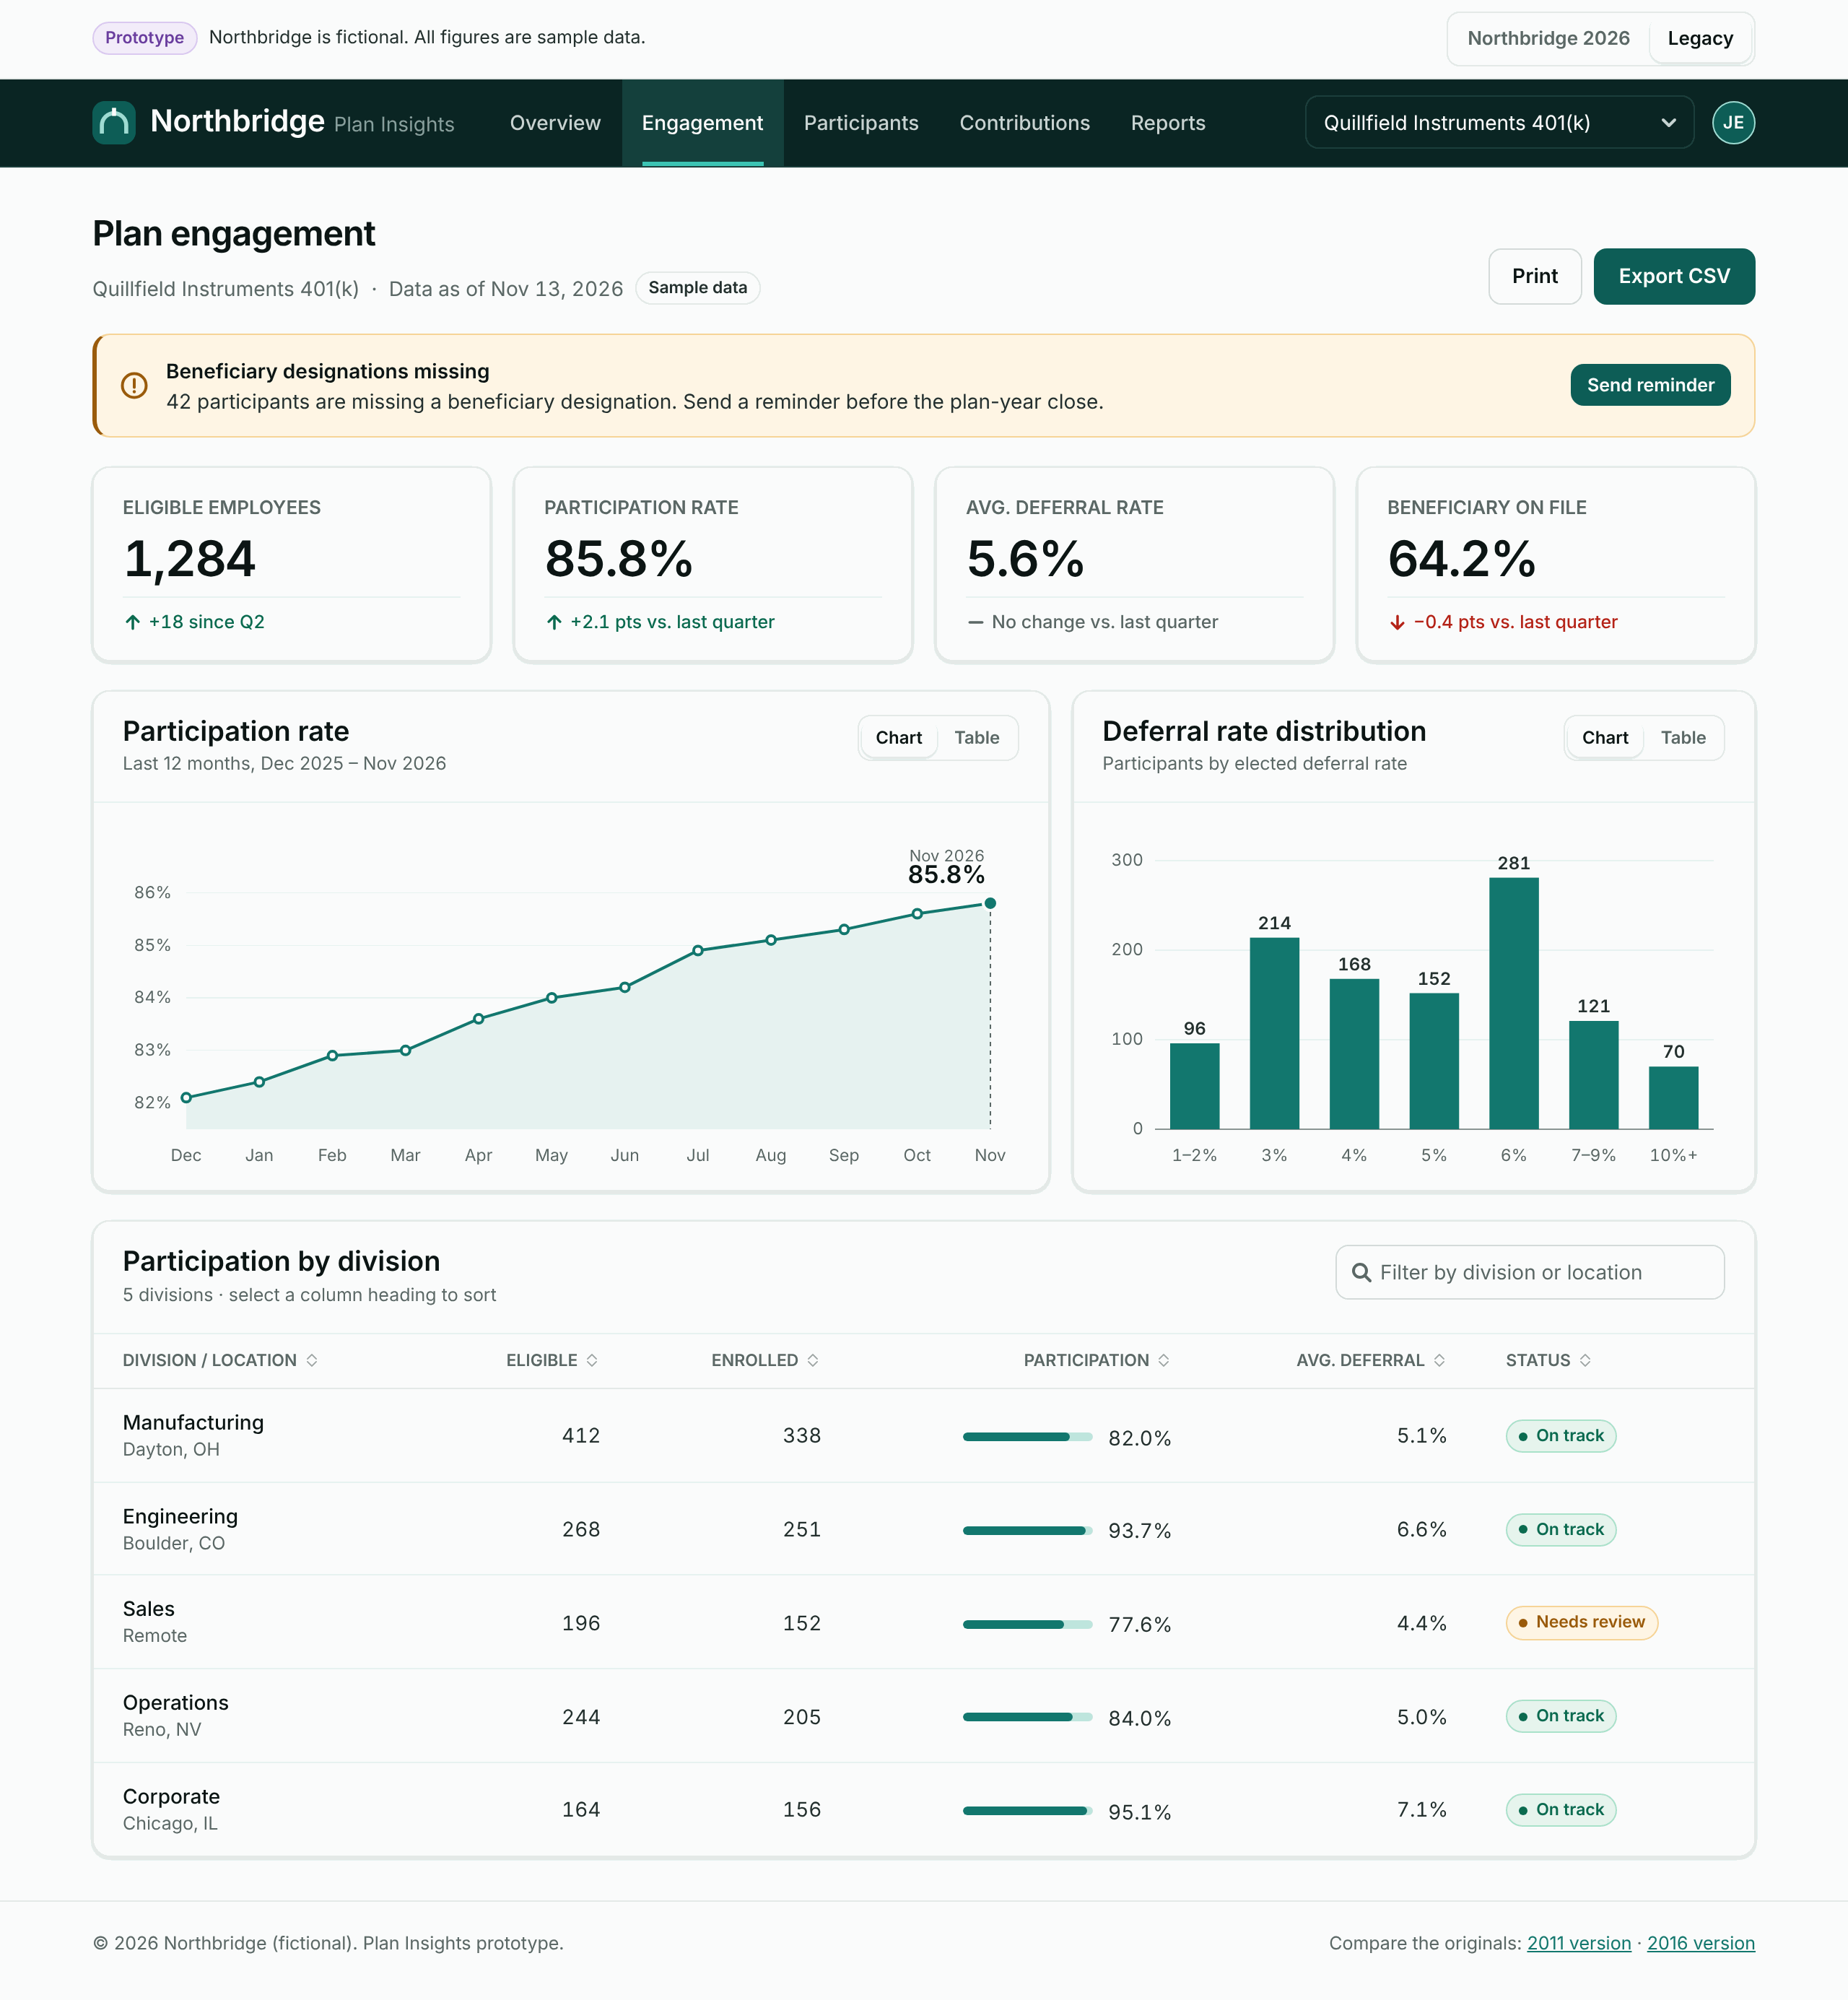 Prototype Northbridge is fictional. All figures are sample data.
Northbridge 2026 Legacy
Northbridge Plan Insights Overview Engagement Participants Contributions Reports Quillfield Instruments 401(k) JE
Plan engagement
Quillfield Instruments 401(k) · Data as of Nov 13, 2026 Sample data
Print Export CSV
Beneficiary designations missing
42 participants are missing a beneficiary designation. Send a reminder before the plan-year close.
Send reminder
ELIGIBLE EMPLOYEES
1,284
+18 since Q2
PARTICIPATION RATE
85.8%
+2.1 pts vs. last quarter
AVG. DEFERRAL RATE
5.6%
No change vs. last quarter
BENEFICIARY ON FILE
64.2%
−0.4 pts vs. last quarter
Participation rate
Last 12 months, Dec 2025 – Nov 2026
Chart Table
Nov 2026
85.8%
86%
85%
84%
83%
82%
Dec Jan Feb Mar Apr May Jun Jul Aug Sep Oct Nov
Deferral rate distribution
Participants by elected deferral rate
Chart Table
300
200
100
0
96 214 168 152 281 121 70
1–2% 3% 4% 5% 6% 7–9% 10%+
Participation by division
5 divisions · select a column heading to sort
Filter by division or location
DIVISION / LOCATION ELIGIBLE ENROLLED PARTICIPATION AVG. DEFERRAL STATUS
Manufacturing 412 338 82.0% 5.1% On track
Dayton, OH
Engineering 268 251 93.7% 6.6% On track
Boulder, CO
Sales 196 152 77.6% 4.4% Needs review
Remote
Operations 244 205 84.0% 5.0% On track
Reno, NV
Corporate 164 156 95.1% 7.1% On track
Chicago, IL
© 2026 Northbridge (fictional). Plan Insights prototype.
Compare the originals: 2011 version · 2016 version